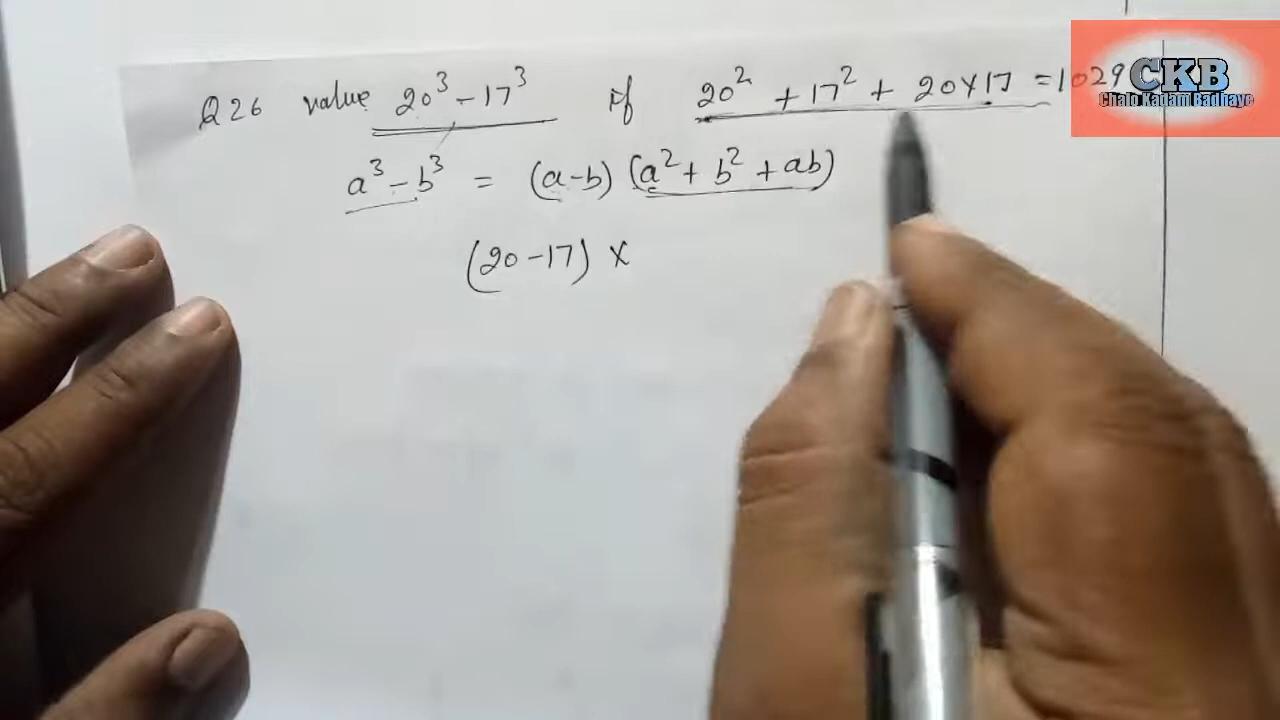 Q26 value 20³ - 17³ if 20² + 17² + 20×17 = 1029
CKB
Chalo Kadam Badhaye
a³ - b³ = (a-b) (a² + b² + ab)
(20 - 17) ×